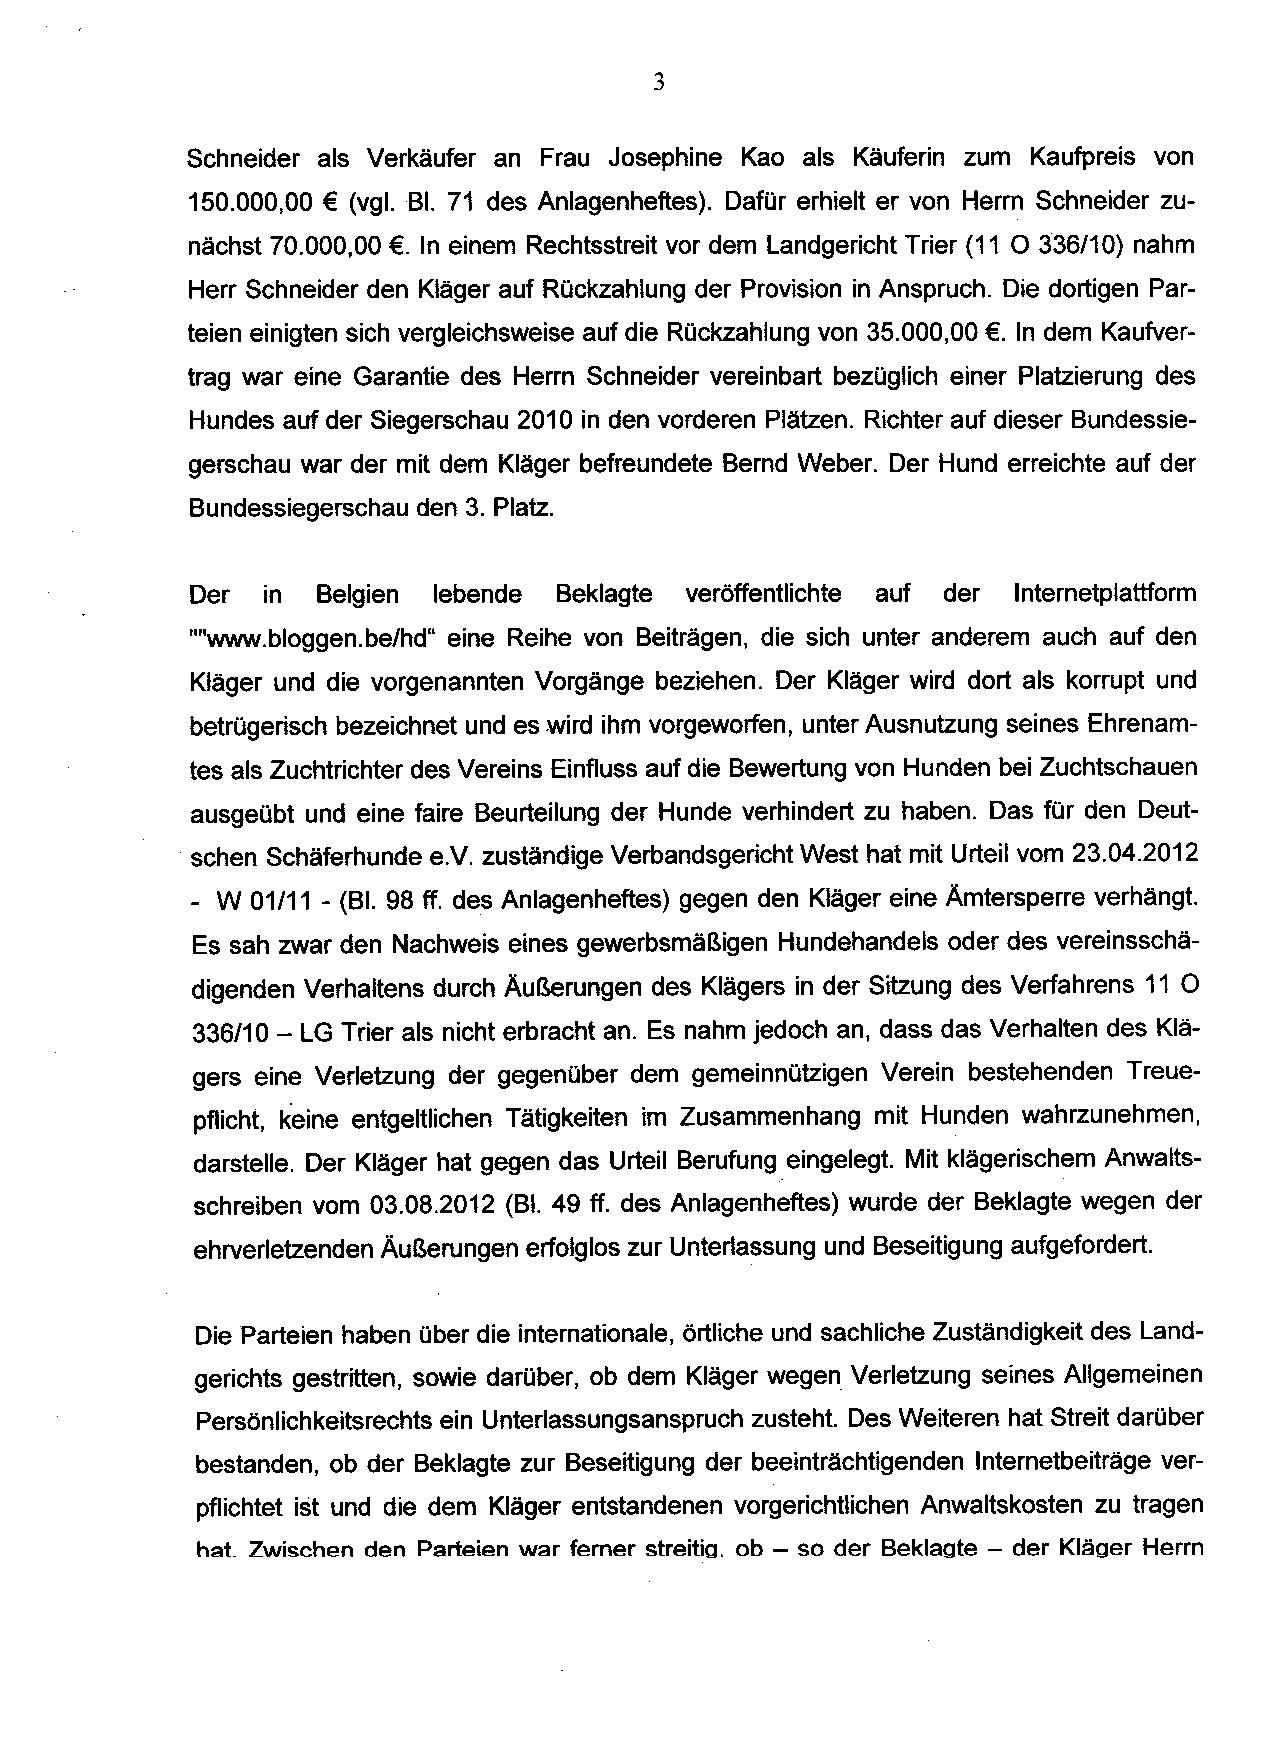 3
Schneider als Verkäufer an Frau Josephine Kao als Käuferin zum Kaufpreis von
150.000,00 € (vgl. Bl. 71 des Anlagenheftes). Dafür erhielt er von Herrn Schneider zu-
nächst 70.000,00 €. In einem Rechtsstreit vor dem Landgericht Trier (11 O 336/10) nahm
Herr Schneider den Kläger auf Rückzahlung der Provision in Anspruch. Die dortigen Par-
teien einigten sich vergleichsweise auf die Rückzahlung von 35.000,00 €. In dem Kaufver-
trag war eine Garantie des Herrn Schneider vereinbart bezüglich einer Platzierung des
Hundes auf der Siegerschau 2010 in den vorderen Plätzen. Richter auf dieser Bundessie-
gerschau war der mit dem Kläger befreundete Bernd Weber. Der Hund erreichte auf der
Bundessiegerschau den 3. Platz.
Der in Belgien lebende Beklagte veröffentlichte auf der Internetplattform
""www.bloggen.be/hd“ eine Reihe von Beiträgen, die sich unter anderem auch auf den
Kläger und die vorgenannten Vorgänge beziehen. Der Kläger wird dort als korrupt und
betrügerisch bezeichnet und es wird ihm vorgeworfen, unter Ausnutzung seines Ehrenam-
tes als Zuchtrichter des Vereins Einfluss auf die Bewertung von Hunden bei Zuchtschauen
ausgeübt und eine faire Beurteilung der Hunde verhindert zu haben. Das für den Deut-
schen Schäferhunde e.V. zuständige Verbandsgericht West hat mit Urteil vom 23.04.2012
- W 01/11 - (Bl. 98 ff. des Anlagenheftes) gegen den Kläger eine Ämtersperre verhängt.
Es sah zwar den Nachweis eines gewerbsmäßigen Hundehandels oder des vereinsschä-
digenden Verhaltens durch Äußerungen des Klägers in der Sitzung des Verfahrens 11 O
336/10 – LG Trier als nicht erbracht an. Es nahm jedoch an, dass das Verhalten des Klä-
gers eine Verletzung der gegenüber dem gemeinnützigen Verein bestehenden Treue-
pflicht, keine entgeltlichen Tätigkeiten im Zusammenhang mit Hunden wahrzunehmen,
darstelle. Der Kläger hat gegen das Urteil Berufung eingelegt. Mit klägerischem Anwalts-
schreiben vom 03.08.2012 (Bl. 49 ff. des Anlagenheftes) wurde der Beklagte wegen der
ehrverletzenden Äußerungen erfolglos zur Unterlassung und Beseitigung aufgefordert.
Die Parteien haben über die internationale, örtliche und sachliche Zuständigkeit des Land-
gerichts gestritten, sowie darüber, ob dem Kläger wegen Verletzung seines Allgemeinen
Persönlichkeitsrechts ein Unterlassungsanspruch zusteht. Des Weiteren hat Streit darüber
bestanden, ob der Beklagte zur Beseitigung der beeinträchtigenden Internetbeiträge ver-
pflichtet ist und die dem Kläger entstandenen vorgerichtlichen Anwaltskosten zu tragen
hat. Zwischen den Parteien war ferner streitig, ob – so der Beklagte – der Kläger Herrn